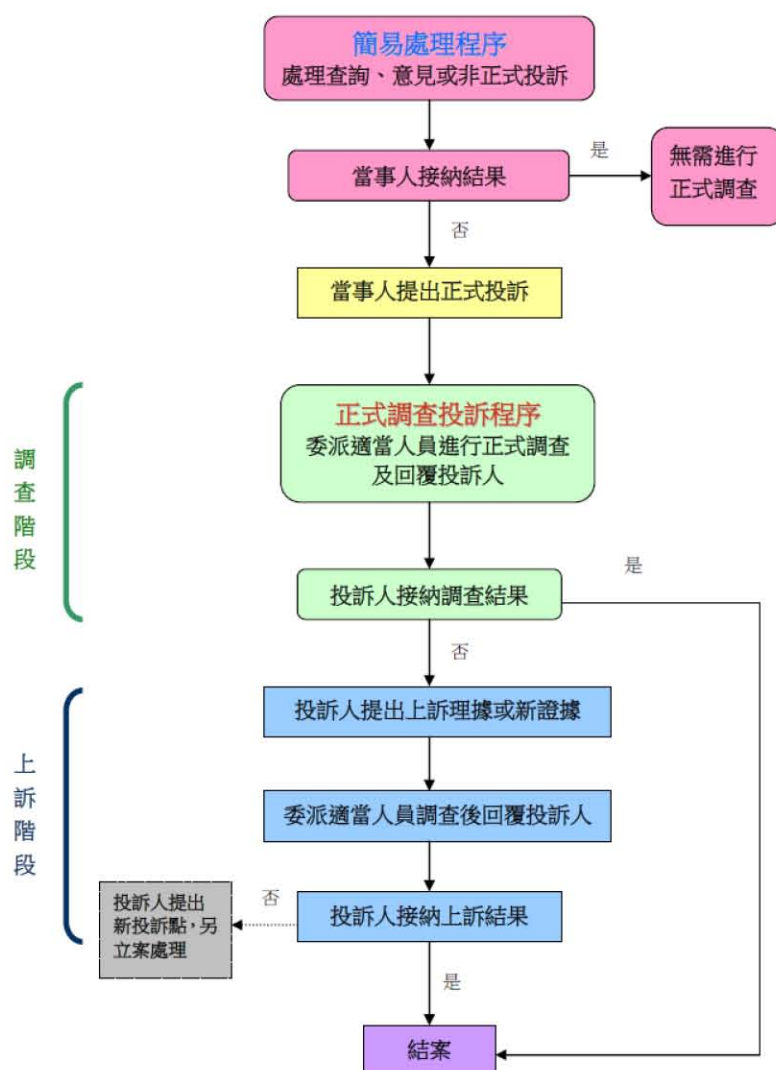 簡易處理程序
處理查詢、意見或非正式投訴
當事人接納結果
是
無需進行
正式調查
否
當事人提出正式投訴
調查階段
正式調查投訴程序
委派適當人員進行正式調查
及回覆投訴人
投訴人接納調查結果
是
否
上訴階段
投訴人提出上訴理據或新證據
委派適當人員調查後回覆投訴人
投訴人接納上訴結果
否
投訴人提出
新投訴點，另
立案處理
是
結案